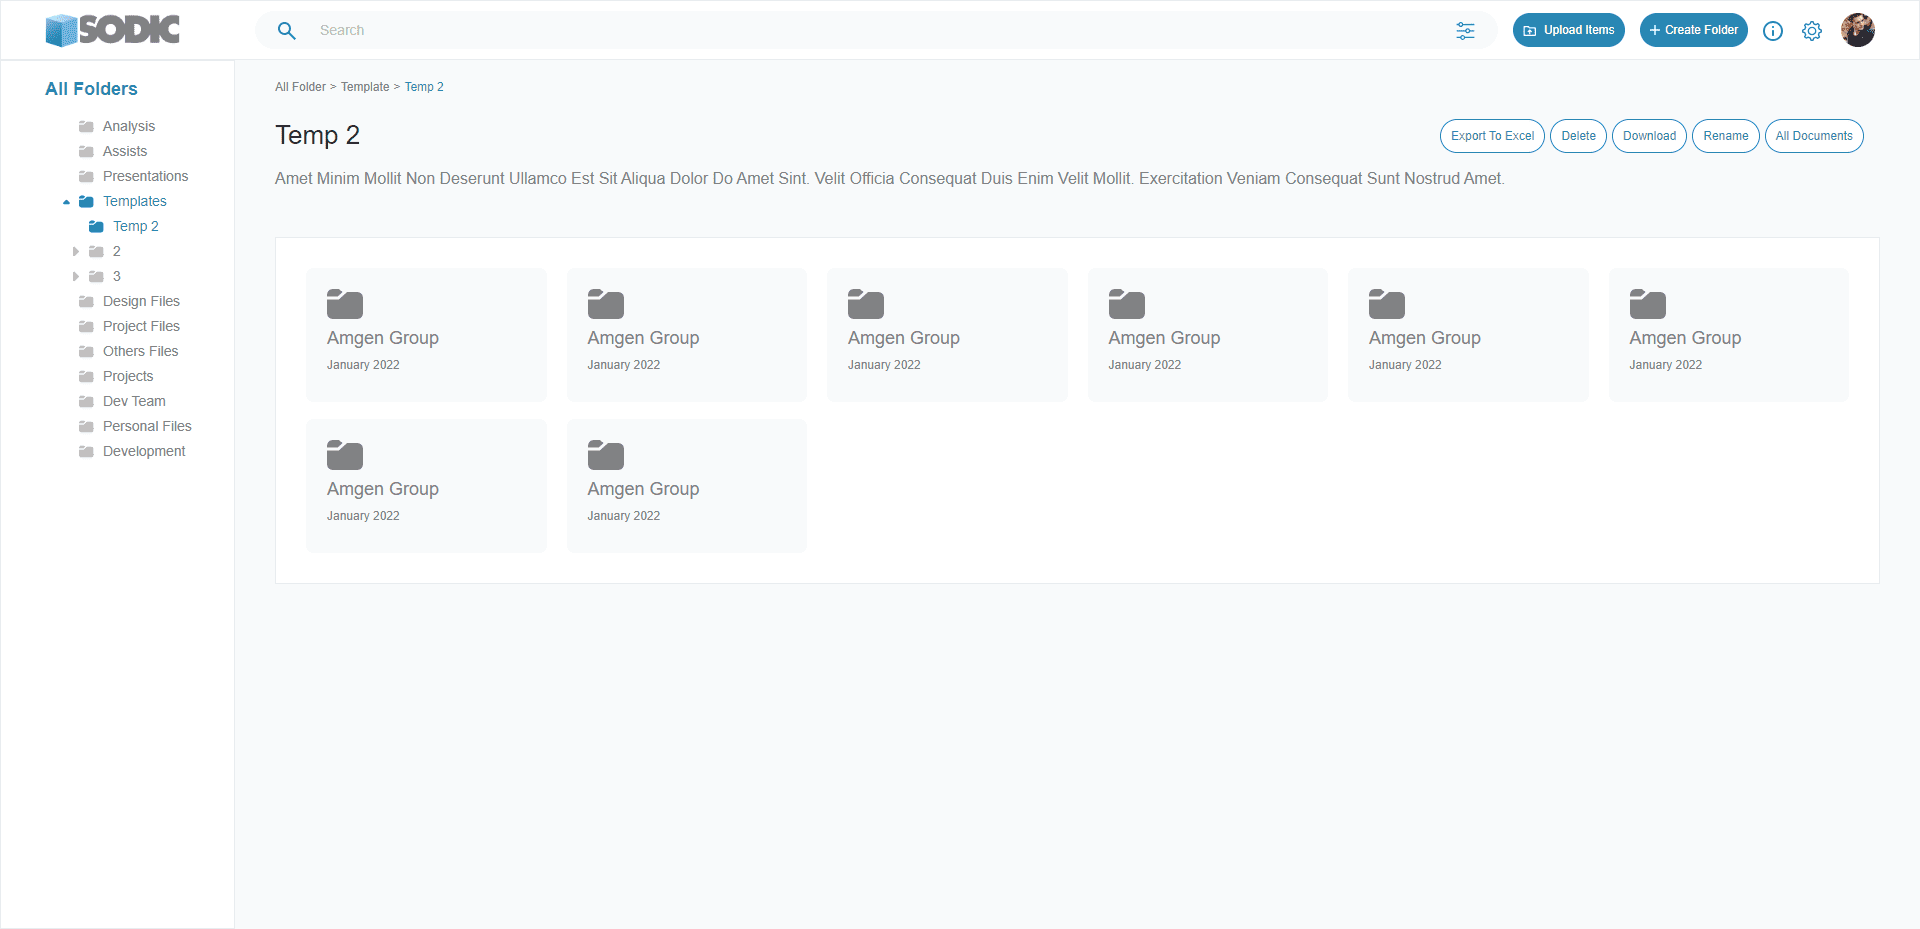 SODIC
Search
Upload Items
+ Create Folder
All Folders
Analysis
Assists
Presentations
Templates
Temp 2
2
3
Design Files
Project Files
Others Files
Projects
Dev Team
Personal Files
Development
All Folder > Template > Temp 2
Temp 2
Export To Excel
Delete
Download
Rename
All Documents
Amet Minim Mollit Non Deserunt Ullamco Est Sit Aliqua Dolor Do Amet Sint. Velit Officia Consequat Duis Enim Velit Mollit. Exercitation Veniam Consequat Sunt Nostrud Amet.
Amgen Group
January 2022
Amgen Group
January 2022
Amgen Group
January 2022
Amgen Group
January 2022
Amgen Group
January 2022
Amgen Group
January 2022
Amgen Group
January 2022
Amgen Group
January 2022